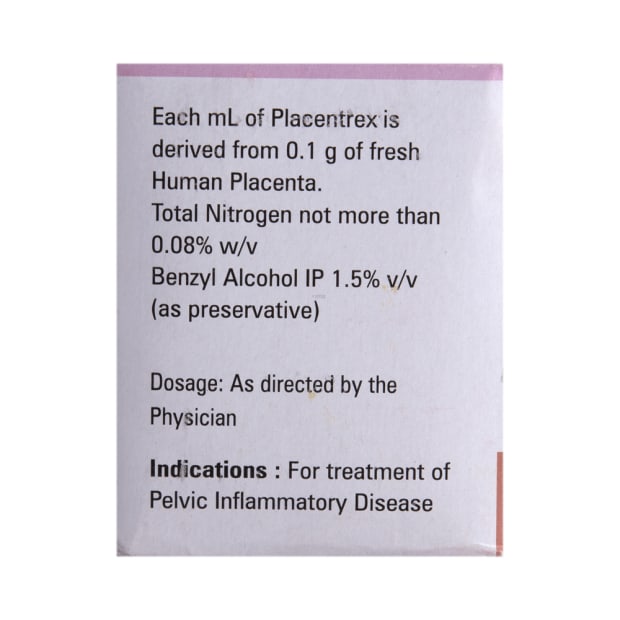 Each mL of Placentrex is
derived from 0.1 g of fresh
Human Placenta.
Total Nitrogen not more than
0.08% w/v
Benzyl Alcohol IP 1.5% v/v
(as preservative)
Dosage: As directed by the
Physician
Indications : For treatment of
Pelvic Inflammatory Disease